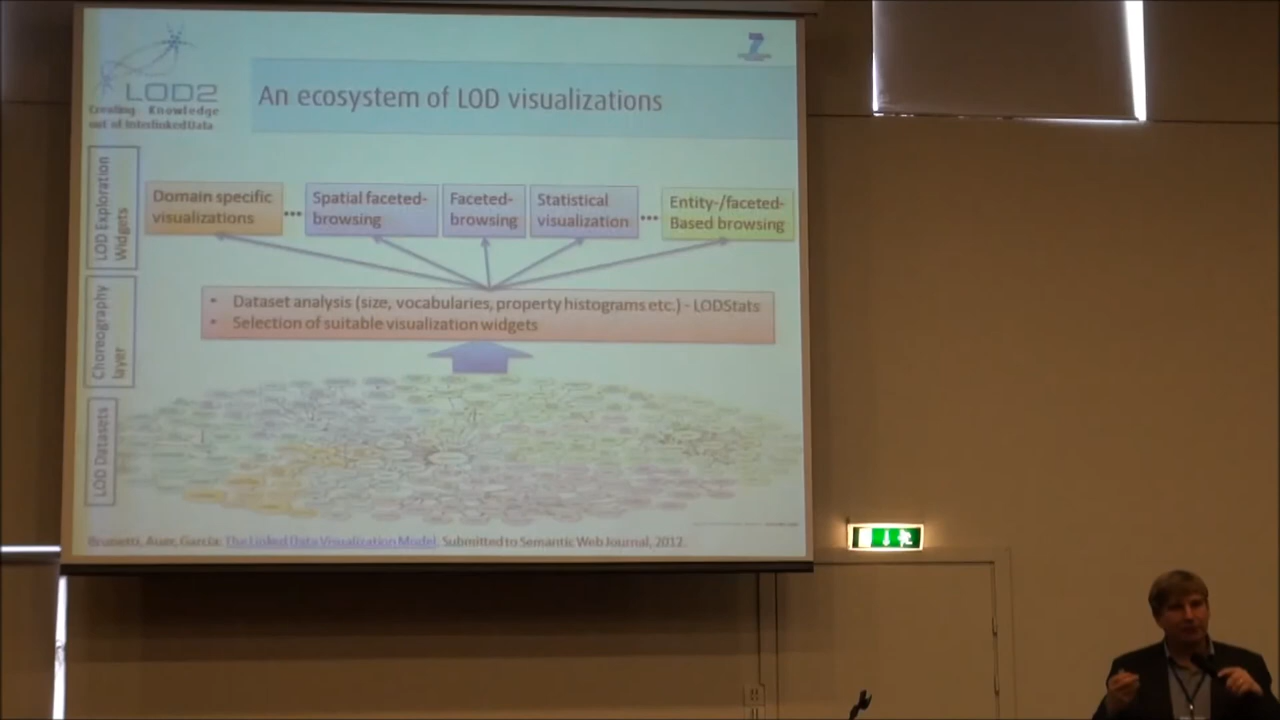 LOD2
Creating Knowledge
out of Interlinked Data
An ecosystem of LOD visualizations
LOD Exploration
Widgets
Domain specific
visualizations
...
Spatial faceted-
browsing
Faceted-
browsing
Statistical
visualization
...
Entity-/faceted-
Based browsing
Choreography
layer
• Dataset analysis (size, vocabularies, property histograms etc.) - LODStats
• Selection of suitable visualization widgets
LOD Datasets
Brunetti, Auer, García: The Linked Data Visualization Model. Submitted to Semantic Web Journal, 2012.